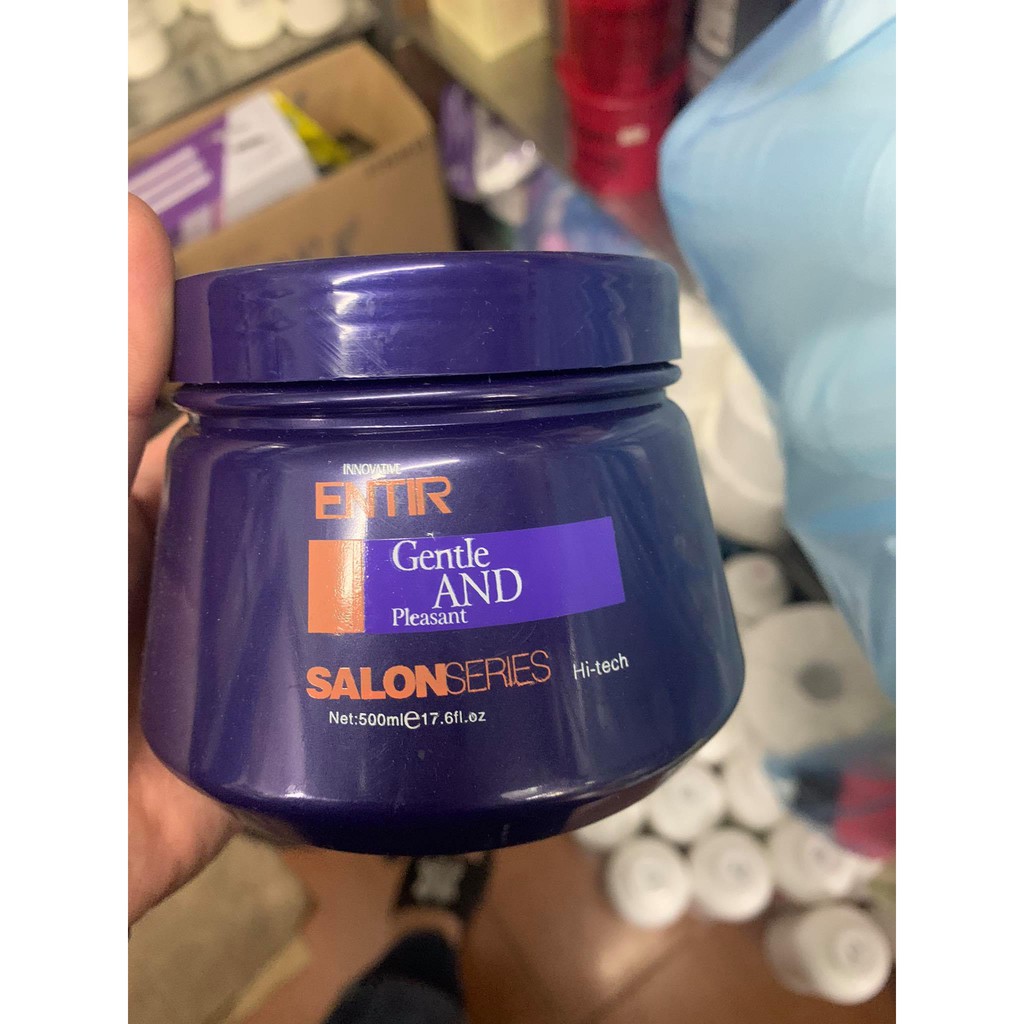 INNOVATIVE
ENTIR
Gentle
AND
Pleasant
SALONSERIES Hi-tech
Net:500ml℮17.6fl.oz